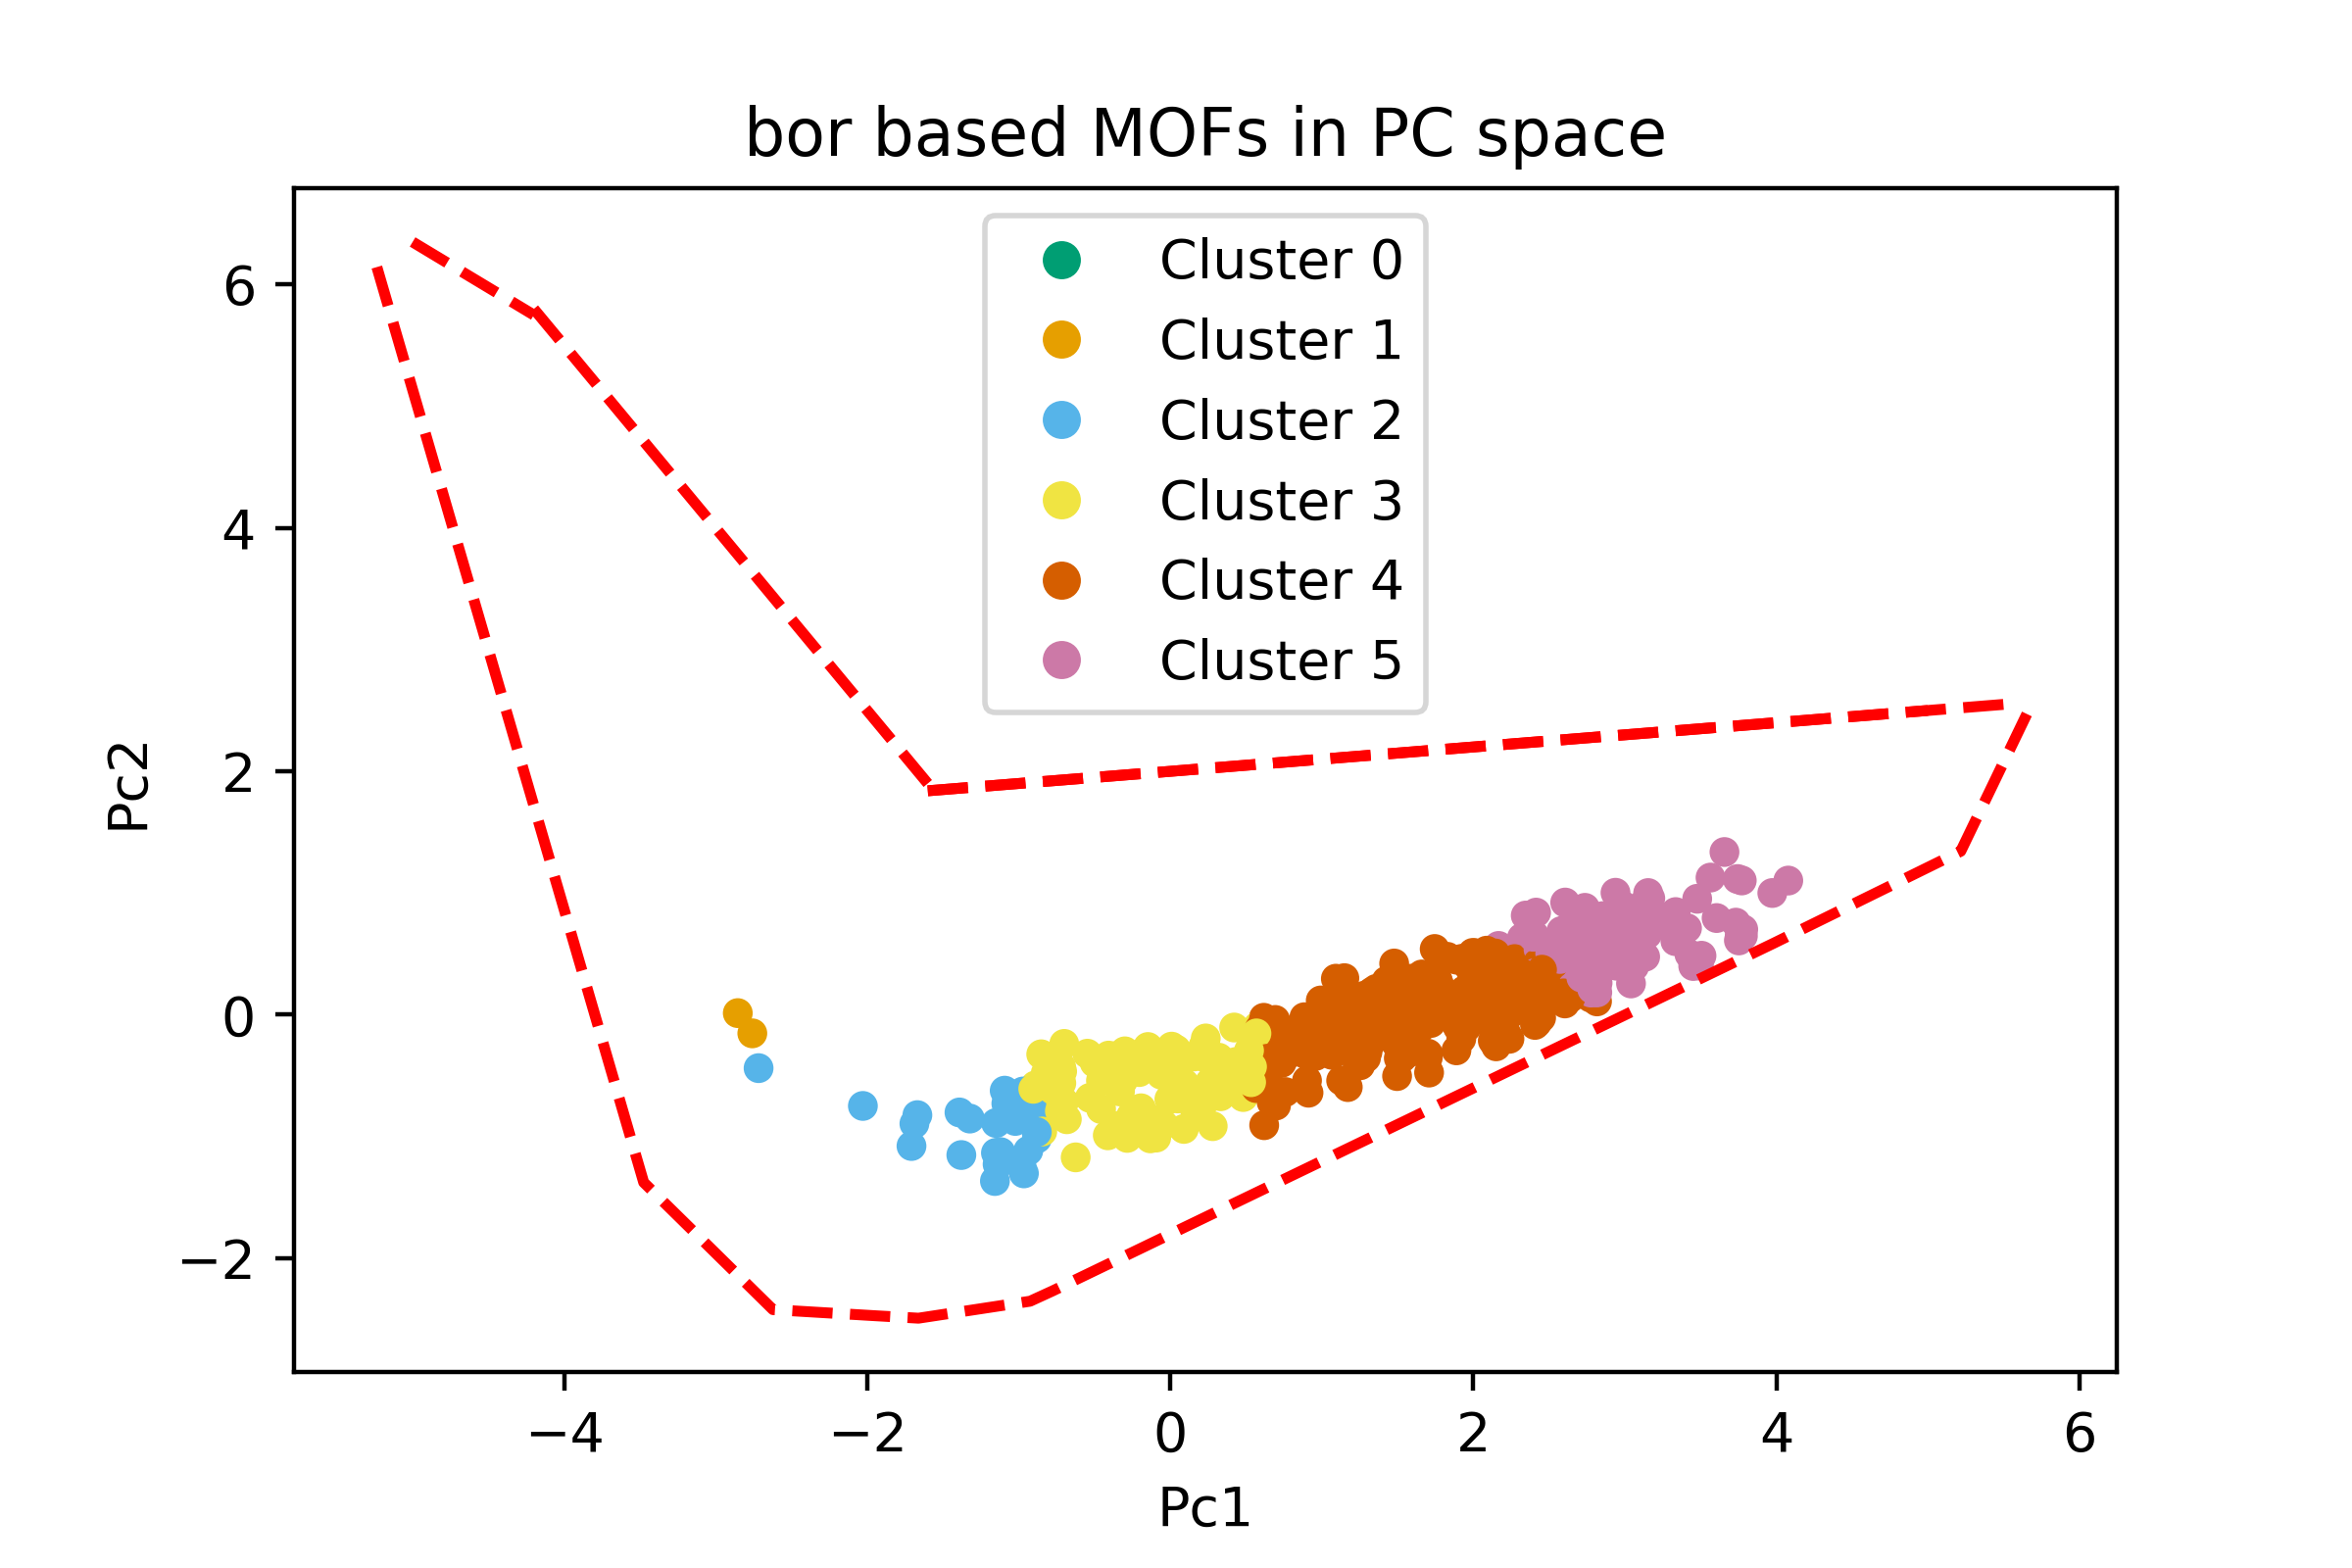 bor based MOFs in PC space
Cluster 0
Cluster 1
Cluster 2
Cluster 3
Cluster 4
Cluster 5
Pc2
6
4
2
0
−2
−4
−2
0
2
4
6
Pc1